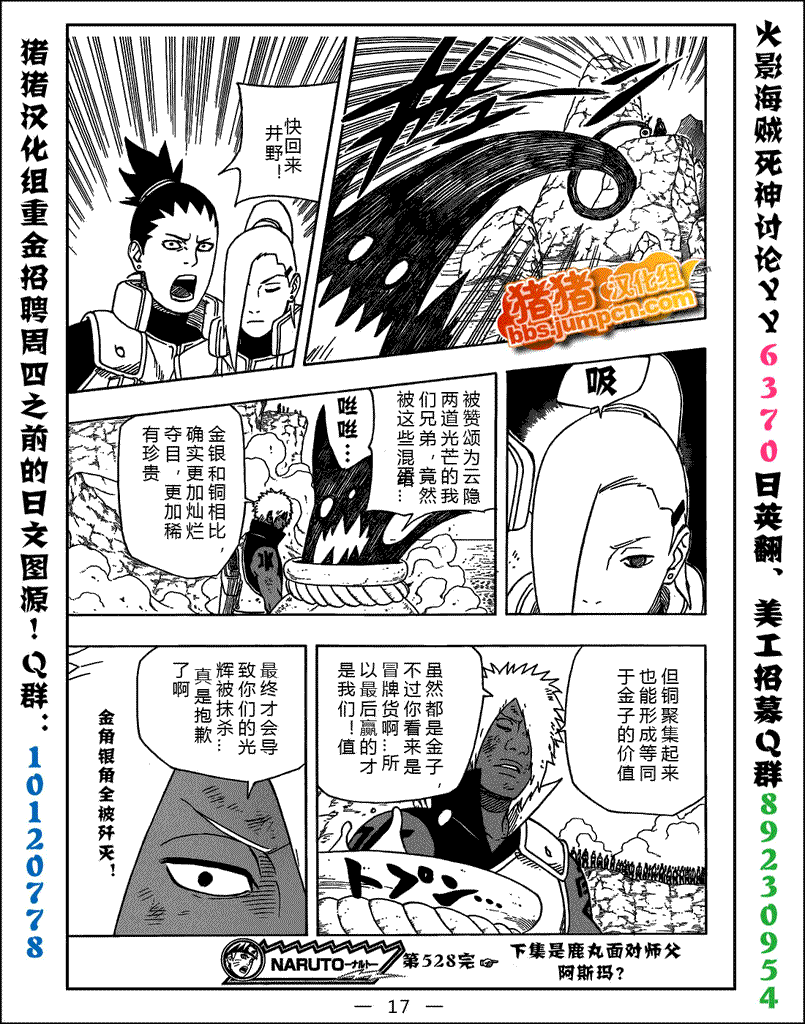 火影海贼死神讨论YY6370日英翻、美工招募Q群89230954
猪猪汉化组重金招聘周四之前的日文图源！Q群：10120778
快回来
井野！
猪猪汉化组.com
bbs.jumpcn.com
吸
被赞颂为云隐
两道光芒的我
们兄弟，竟然
被这些混蛋…
咝咝…
金银和铜相比，
确实更加灿烂
夺目，更加稀
有珍贵
但铜聚集起来
也能形成等同
于金子的价值
虽然都是金子，
不过你看来是
冒牌货啊…所
以最后赢的才
是我们！值
トプン…
最终才会导
致你们的光
辉被抹杀…
真是抱歉
了啊
金角银角全被歼灭！
NARUTO—ナルト—
第528完☞
下集是鹿丸面对师父
阿斯玛？
— 17 —